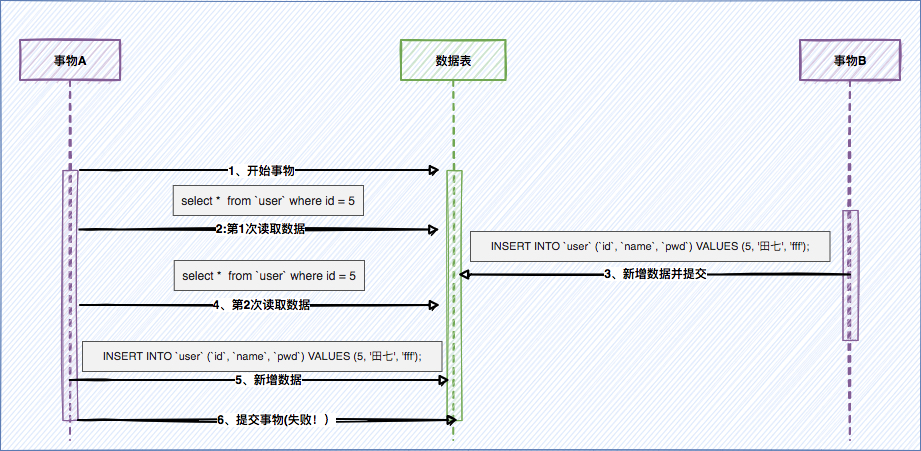 事物A
数据表
事物B
1、开始事物
select *  from `user` where id = 5
2:第1次读取数据
INSERT INTO `user` (`id`, `name`, `pwd`) VALUES (5, '田七', 'fff');
3、新增数据并提交
select *  from `user` where id = 5
4、第2次读取数据
INSERT INTO `user` (`id`, `name`, `pwd`) VALUES (5, '田七', 'fff');
5、新增数据
6、提交事物(失败！)